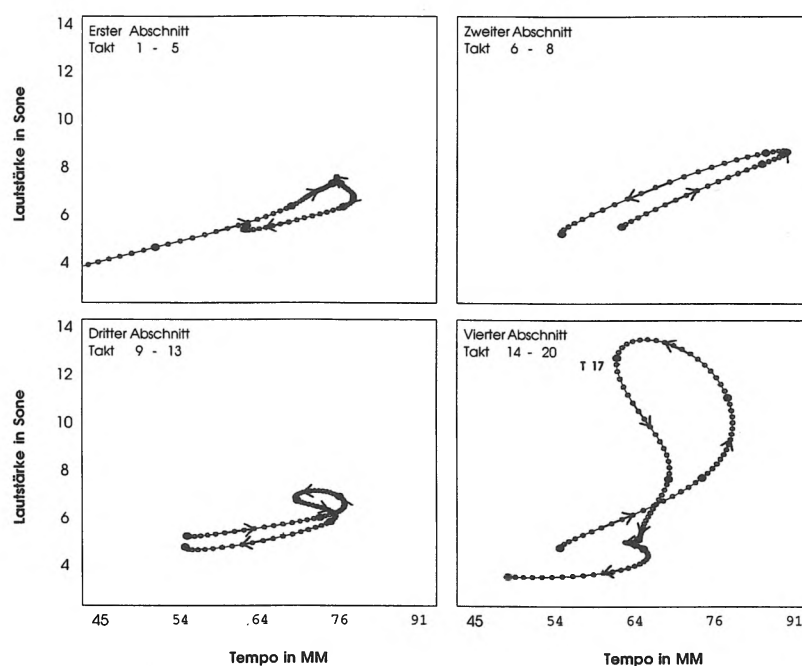 Erster Abschnitt
Takt 1 - 5
Zweiter Abschnitt
Takt 6 - 8
14
12
10
8
6
4
Lautstärke in Sone
Dritter Abschnitt
Takt 9 - 13
Vierter Abschnitt
Takt 14 - 20
T 17
14
12
10
8
6
4
Lautstärke in Sone
45 54 .64 76 91
45 54 64 76 91
Tempo in MM
Tempo in MM